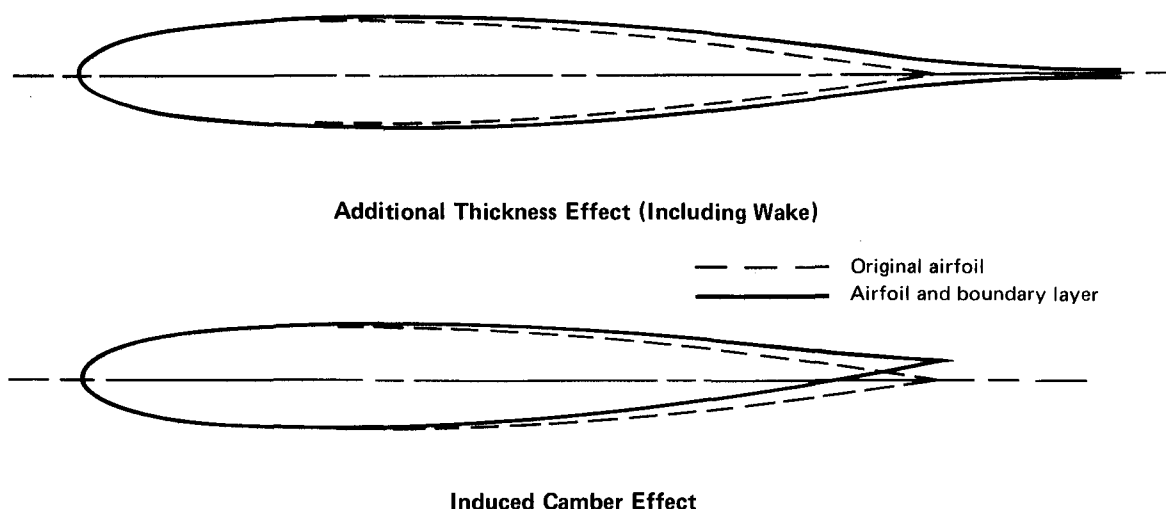 Additional Thickness Effect (Including Wake)
Original airfoil
Airfoil and boundary layer
Induced Camber Effect